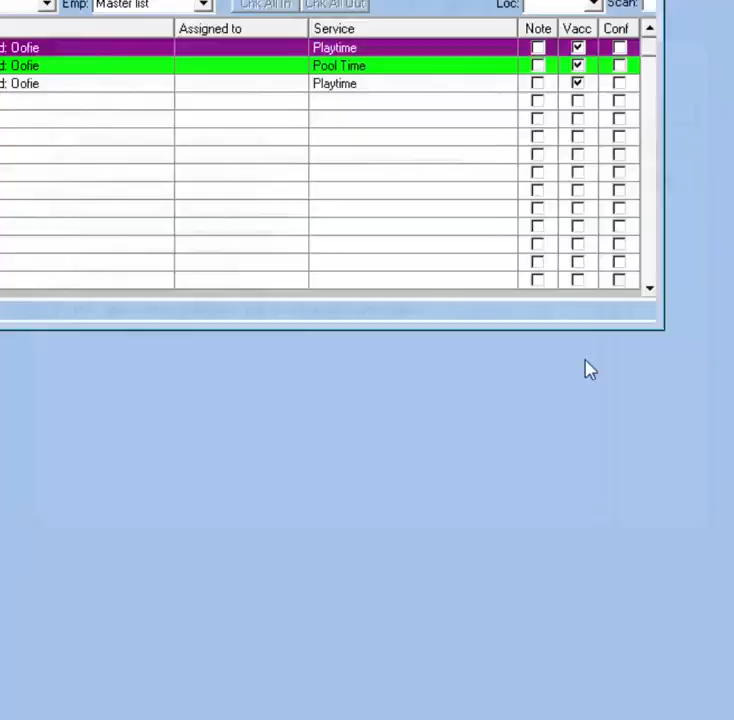 Emp: Master list Chk All In Chk All Out Loc: Scan:
Assigned to Service Note Vacc Conf
d: Oofie Playtime
d: Oofie Pool Time
d: Oofie Playtime